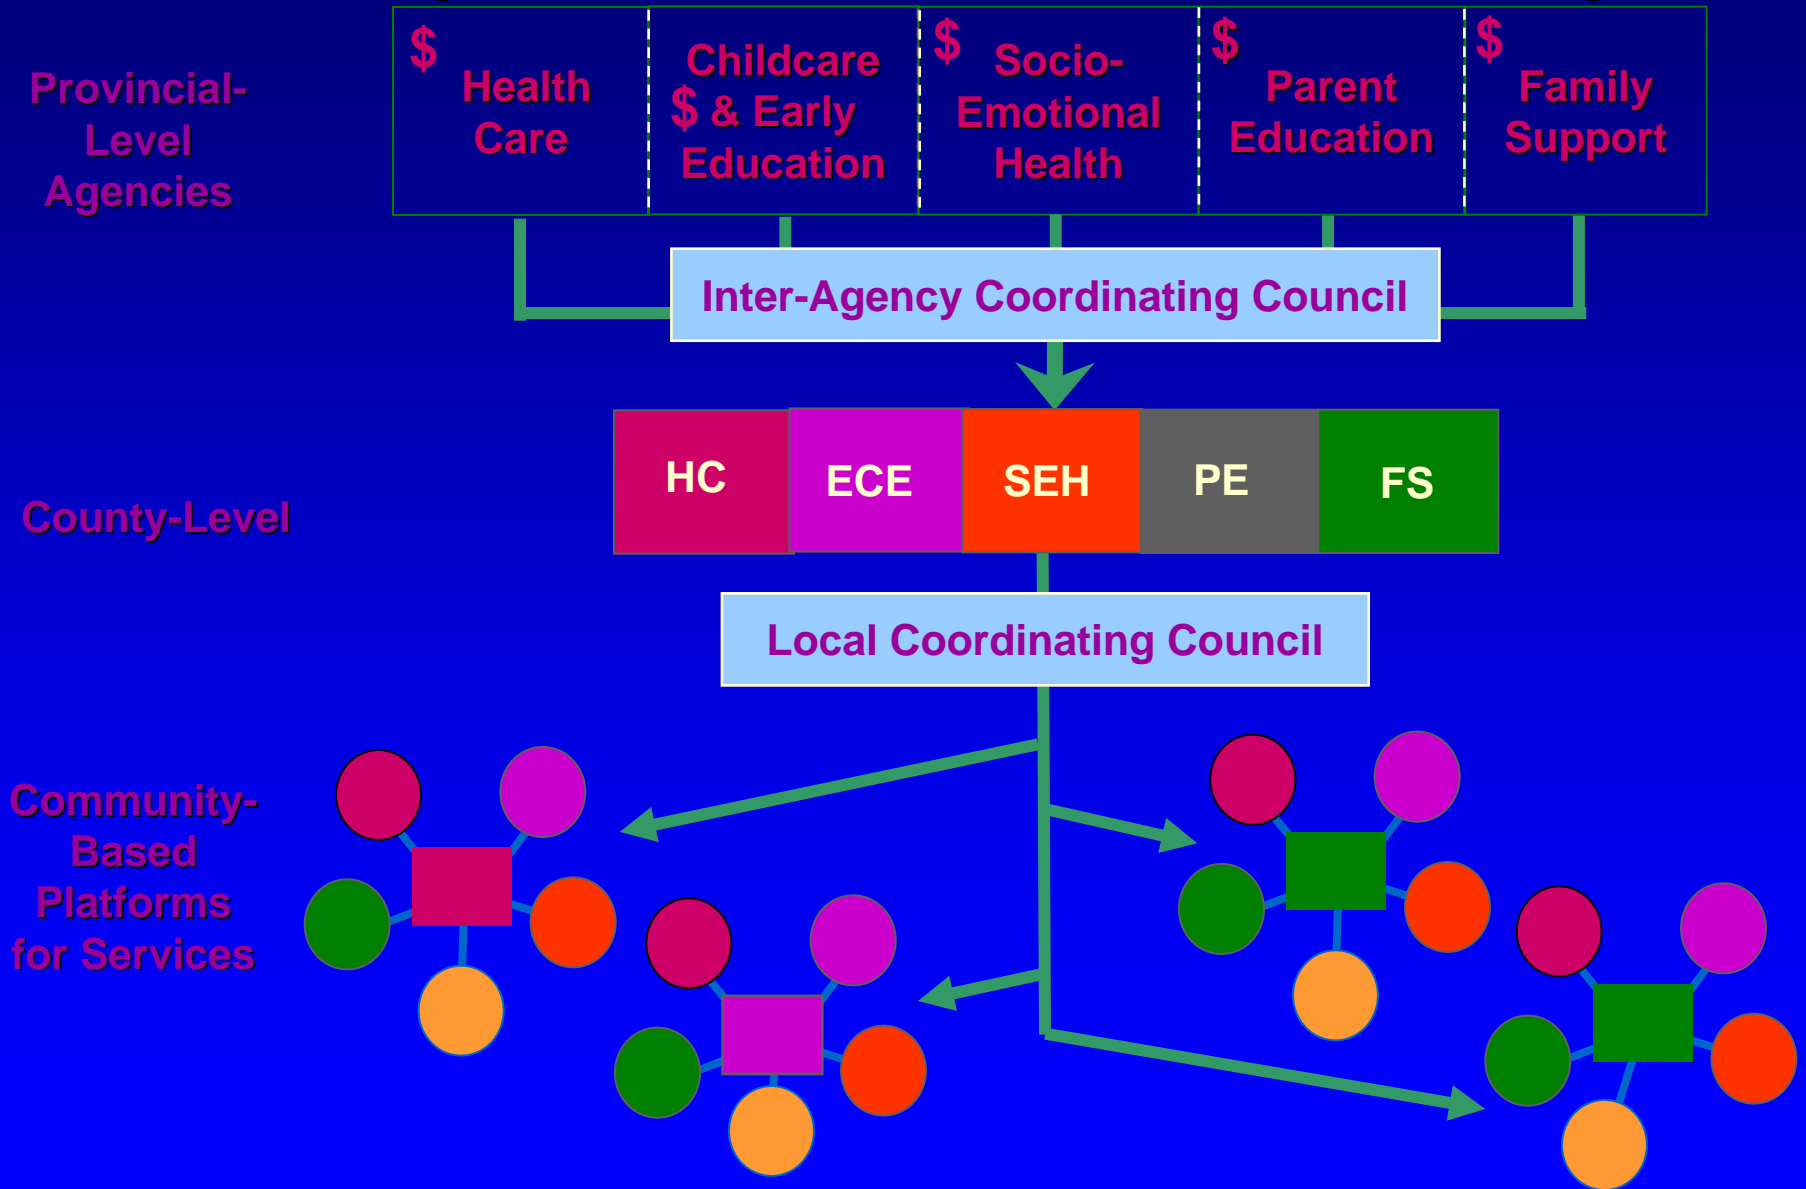 Provincial-
Level
Agencies
$
Health
Care
Childcare
$ & Early
Education
$
Socio-
Emotional
Health
$
Parent
Education
$
Family
Support
Inter-Agency Coordinating Council
County-Level
HC
ECE
SEH
PE
FS
Local Coordinating Council
Community-
Based
Platforms
for Services